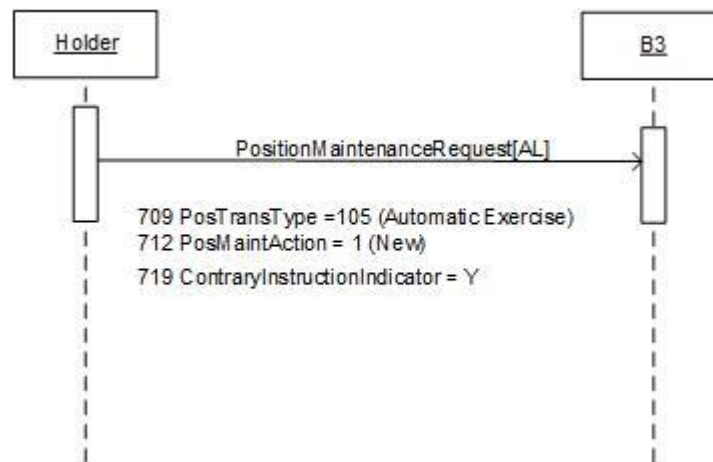 Holder
B3
PositionMaintenanceRequest[AL]
709 PosTransType =105 (Automatic Exercise)
712 PosMaintAction = 1 (New)
719 ContraryInstructionIndicator = Y